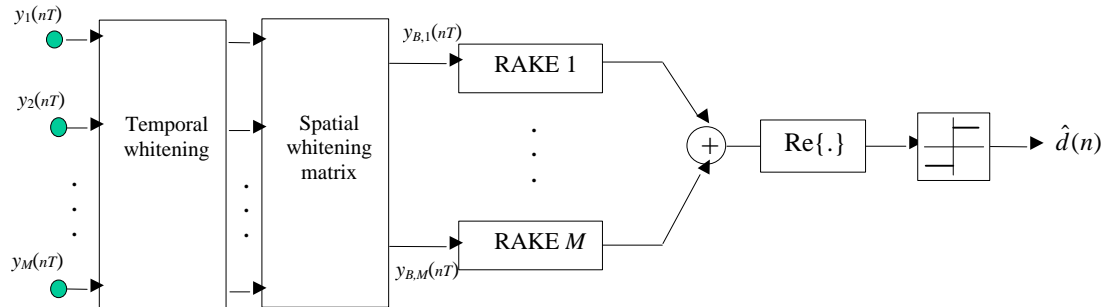 y1(nT)
y2(nT)
yM(nT)
Temporal
whitening
Spatial
whitening
matrix
yB,1(nT)
yB,M(nT)
RAKE 1
RAKE M
+
Re{.}
d̂(n)